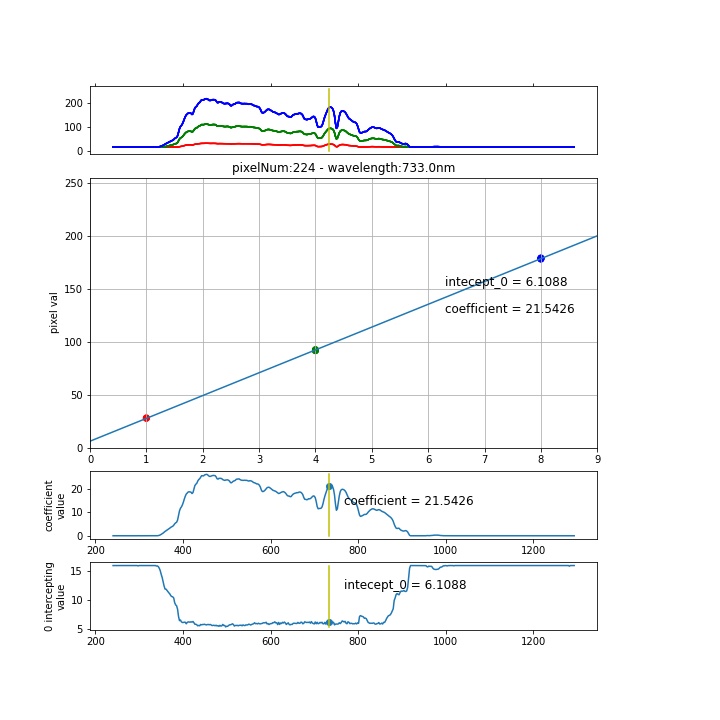 200
100
0
pixelNum:224 - wavelength:733.0nm
250
200
150
100
50
0
pixel val
intecept_0 = 6.1088
coefficient = 21.5426
0 1 2 3 4 5 6 7 8 9
20
10
0
coefficient
value
coefficient = 21.5426
200 400 600 800 1000 1200
15
10
5
0 intercepting
value
intecept_0 = 6.1088
200 400 600 800 1000 1200